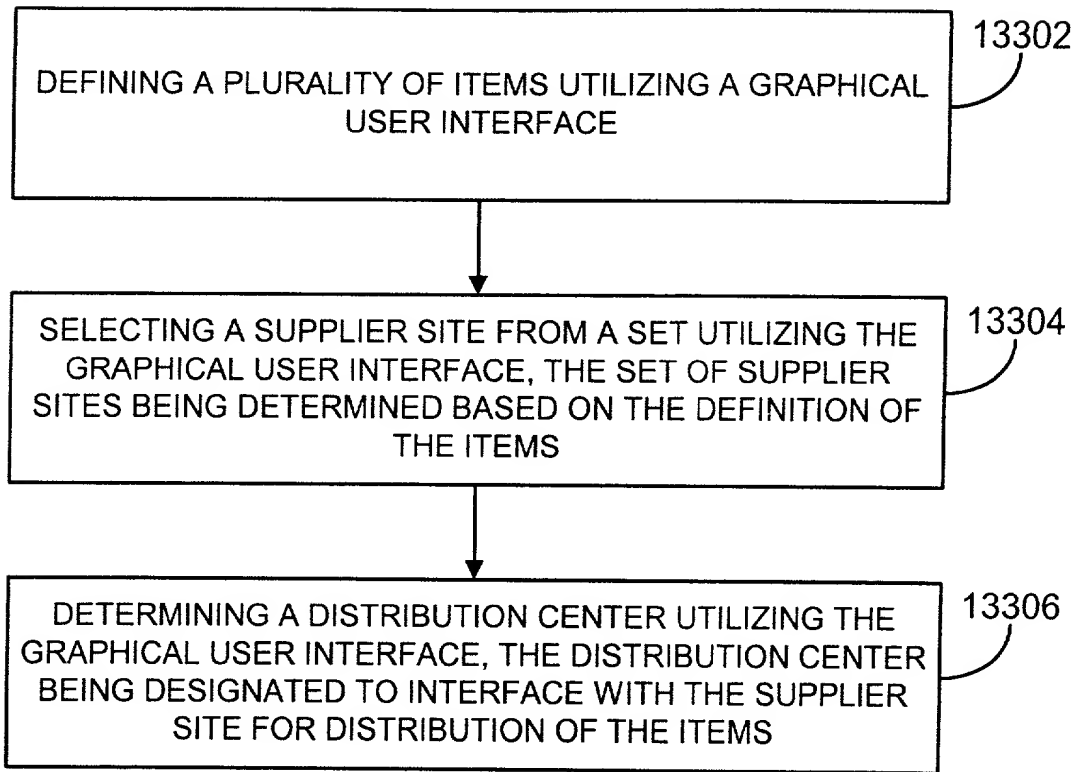 13302
DEFINING A PLURALITY OF ITEMS UTILIZING A GRAPHICAL
USER INTERFACE
13304
SELECTING A SUPPLIER SITE FROM A SET UTILIZING THE
GRAPHICAL USER INTERFACE, THE SET OF SUPPLIER
SITES BEING DETERMINED BASED ON THE DEFINITION OF
THE ITEMS
13306
DETERMINING A DISTRIBUTION CENTER UTILIZING THE
GRAPHICAL USER INTERFACE, THE DISTRIBUTION CENTER
BEING DESIGNATED TO INTERFACE WITH THE SUPPLIER
SITE FOR DISTRIBUTION OF THE ITEMS